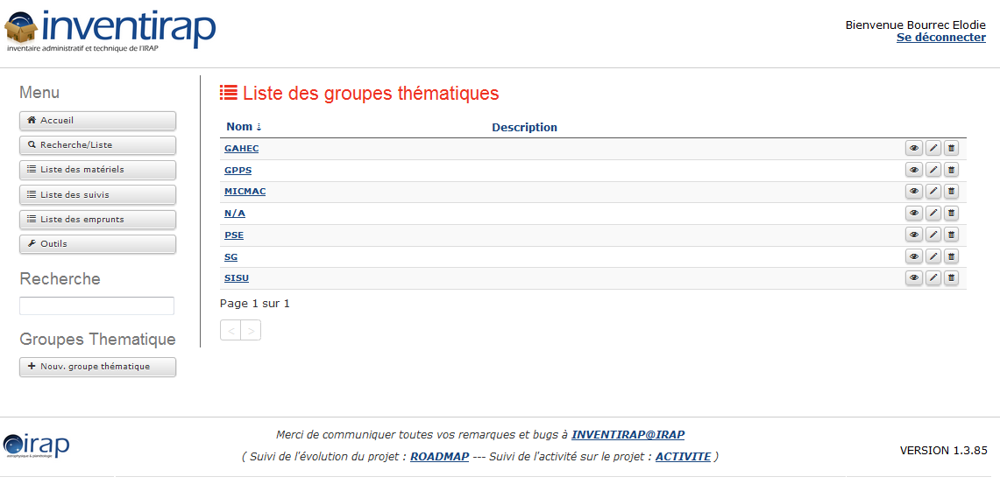 inventirap
inventaire administratif et technique de l'IRAP
Bienvenue Bourrec Elodie
Se déconnecter
Menu
Accueil
Recherche/Liste
Liste des matériels
Liste des suivis
Liste des emprunts
Outils
Recherche
Groupes Thematique
Nouv. groupe thématique
Liste des groupes thématiques
Nom Description
GAHEC
GPPS
MICMAC
N/A
PSE
SG
SISU
Page 1 sur 1
< >
irap
astrophysique & planétologie
Merci de communiquer toutes vos remarques et bugs à INVENTIRAP@IRAP
( Suivi de l'évolution du projet : ROADMAP --- Suivi de l'activité sur le projet : ACTIVITE )
VERSION 1.3.85